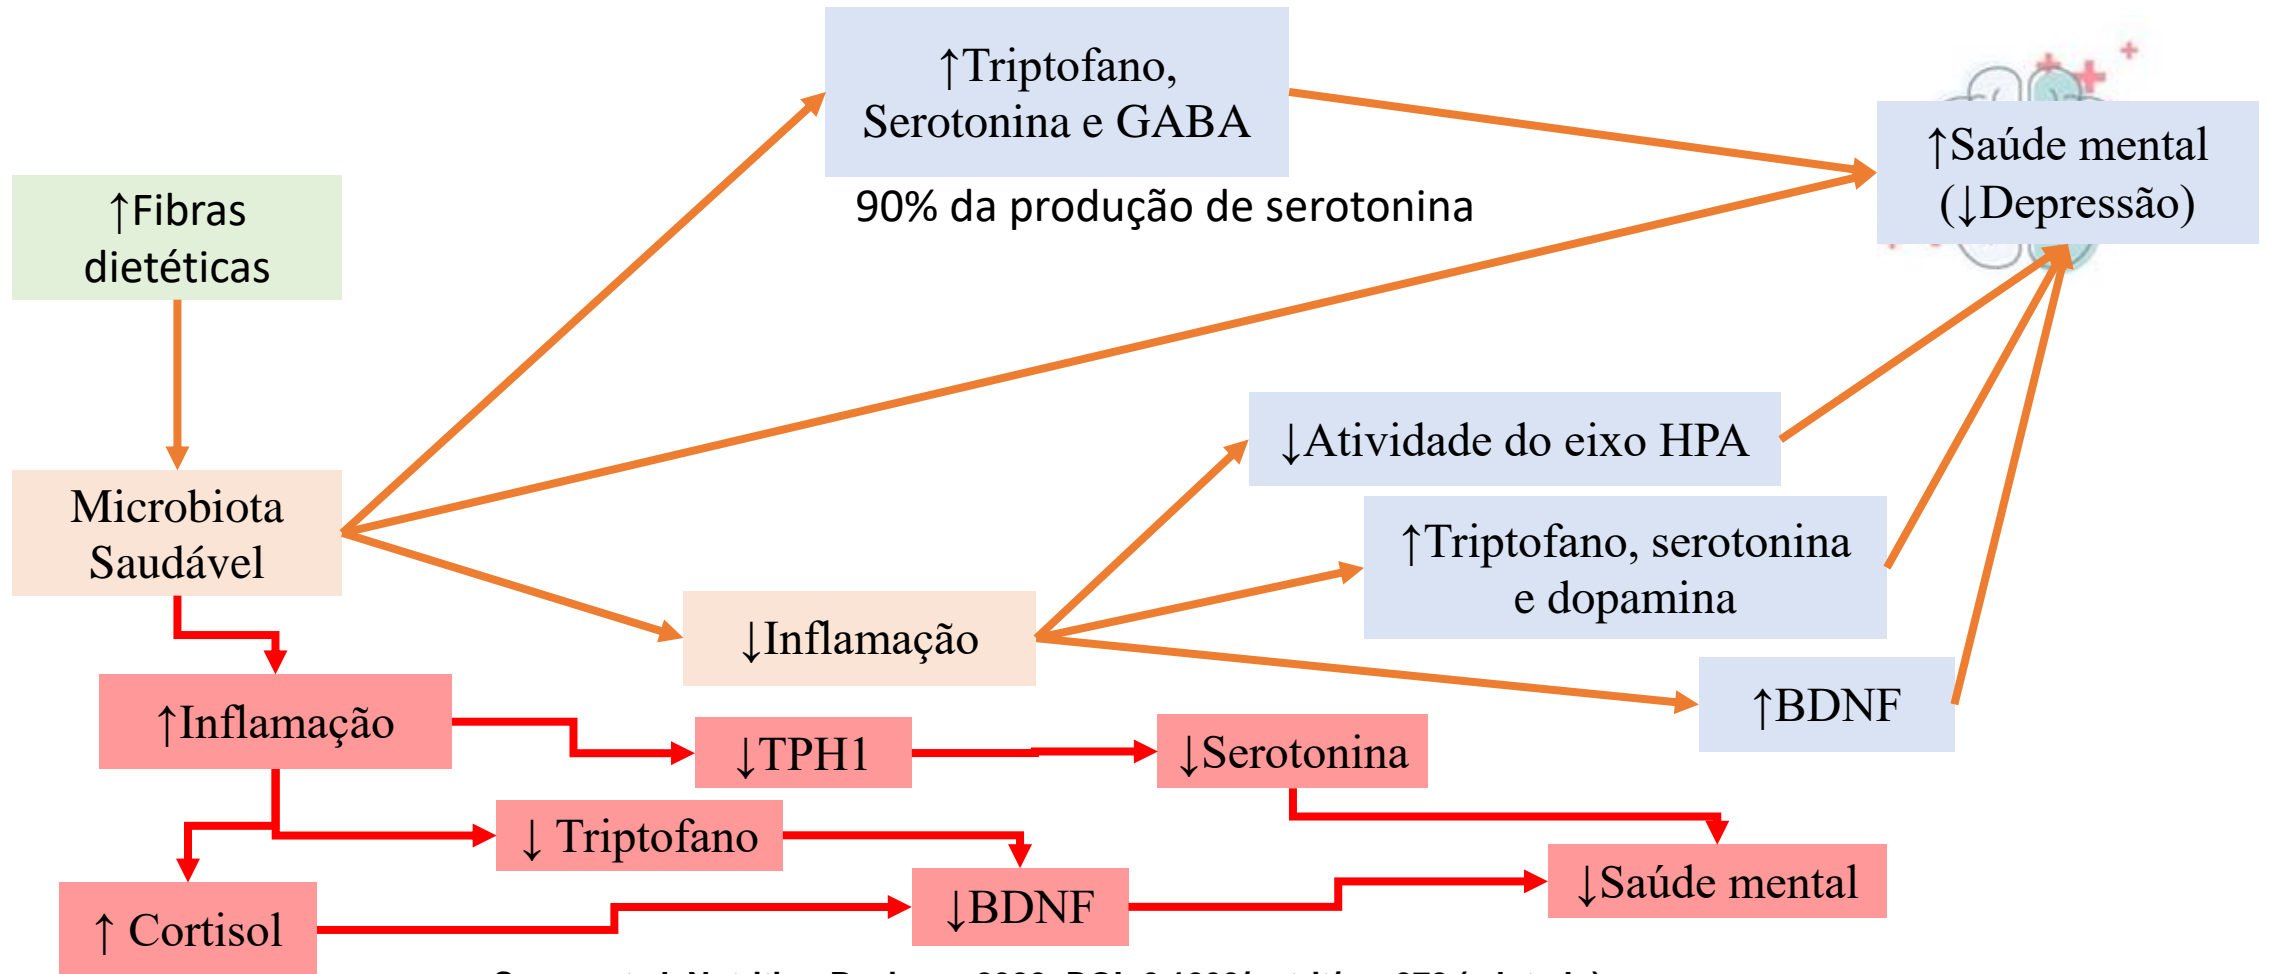 ↑Triptofano,
Serotonina e GABA
90% da produção de serotonina
↑Saúde mental
(↓Depressão)
↑Fibras
dietéticas
Microbiota
Saudável
↓Inflamação
↓Atividade do eixo HPA
↑Triptofano, serotonina
e dopamina
↑BDNF
↑Inflamação
↓TPH1
↓Serotonina
↓ Triptofano
↑ Cortisol
↓BDNF
↓Saúde mental